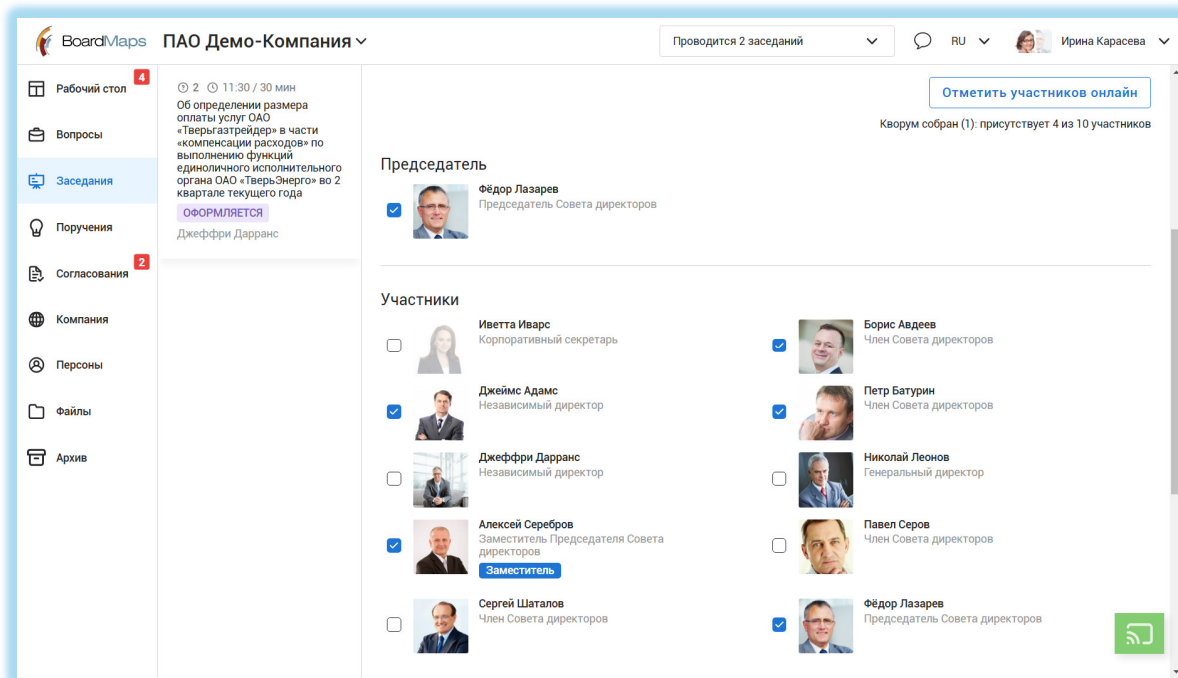 BoardMaps
ПАО Демо-Компания
Проводится 2 заседаний
RU
Ирина Карасева
Рабочий стол
4
Вопросы
Заседания
Поручения
Согласования
2
Компания
Персоны
Файлы
Архив
2 11:30 / 30 мин
Об определении размера
оплаты услуг ОАО
«Тверьгазтрейдер» в части
«компенсации расходов» по
выполнению функций
единоличного исполнительного
органа ОАО «ТверьЭнерго» во 2
квартале текущего года
ОФОРМЛЯЕТСЯ
Джеффри Дарранс
Отметить участников онлайн
Кворум собран (1): присутствует 4 из 10 участников
Председатель
Фёдор Лазарев
Председатель Совета директоров
Участники
Иветта Иварс
Корпоративный секретарь
Борис Авдеев
Член Совета директоров
Джеймс Адамс
Независимый директор
Петр Батурин
Член Совета директоров
Джеффри Дарранс
Независимый директор
Николай Леонов
Генеральный директор
Алексей Серебров
Заместитель Председателя Совета
директоров
Заместитель
Павел Серов
Член Совета директоров
Сергей Шаталов
Член Совета директоров
Фёдор Лазарев
Председатель Совета директоров